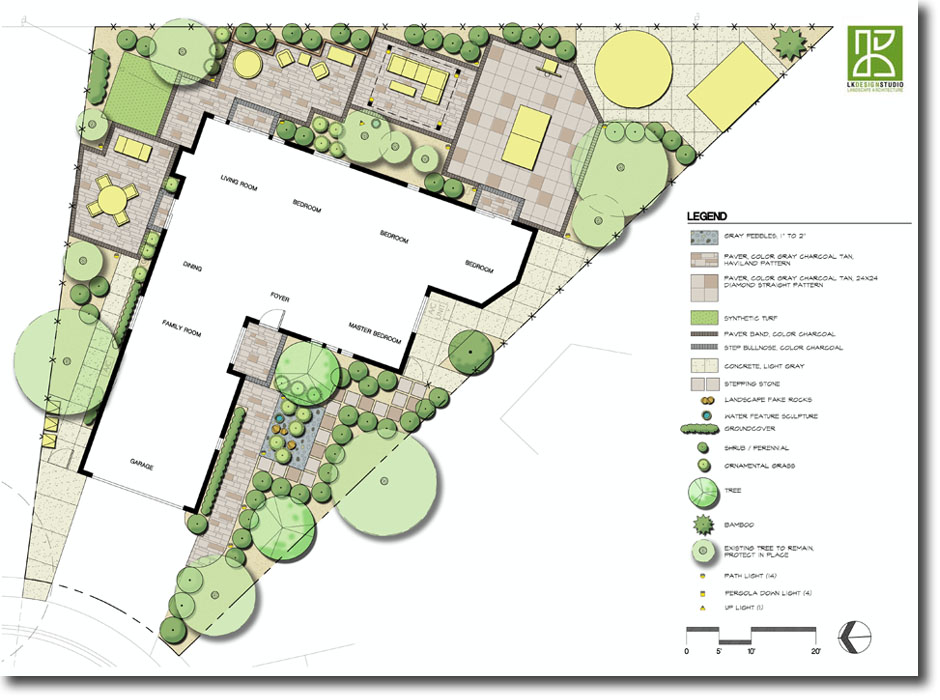 LKDESIGNSTUDIO
LANDSCAPE ARCHITECTURE
LIVING ROOM
BEDROOM
BEDROOM
BEDROOM
DINING
FOYER
FAMILY ROOM
MASTER BEDROOM
GARAGE
LEGEND
GRAY PEBBLES, 1" TO 2"
PAVER, COLOR GRAY CHARCOAL TAN,
HAVILAND PATTERN
PAVER, COLOR GRAY CHARCOAL TAN, 24X24
DIAMOND STRAIGHT PATTERN
SYNTHETIC TURF
PAVER BAND, COLOR CHARCOAL
STEP BULLNOSE, COLOR CHARCOAL
CONCRETE, LIGHT GRAY
STEPPING STONE
LANDSCAPE FAKE ROCKS
WATER FEATURE SCULPTURE
GROUNDCOVER
SHRUB / PERENNIAL
ORNAMENTAL GRASS
TREE
BAMBOO
EXISTING TREE TO REMAIN,
PROTECT IN PLACE
PATH LIGHT (14)
PERGOLA DOWN LIGHT (4)
UP LIGHT (1)
0 5' 10' 20'